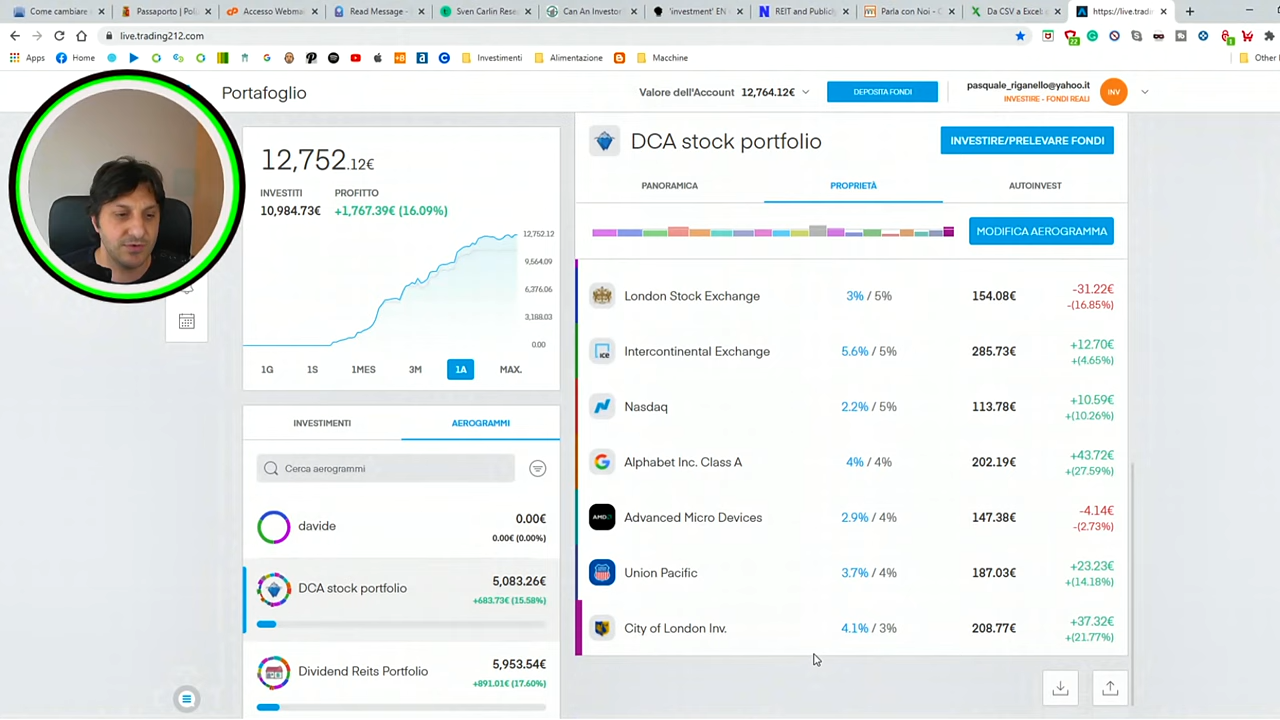 Come cambiare
Passaporto | Pol
Accesso Webma
Read Message -
Sven Carlin Rese
Can An Investor
'investment' EN
REIT and Publicly
Parla con Noi - C
Da CSV a Excel:
https://live.tradi
live.trading212.com
Apps
Home
Investimenti
Alimentazione
Macchine
Other
Portafoglio
Valore dell'Account 12,764.12€
DEPOSITA FONDI
pasquale_riganello@yahoo.it
INVESTIRE - FONDI REALI
INV
12,752.12€
INVESTITI PROFITTO
10,984.73€ +1,767.39€ (16.09%)
12,752.12
9,564.09
6,376.06
3,188.03
0.00
1G 1S 1MES 3M 1A MAX.
INVESTIMENTI AEROGRAMMI
Cerca aerogrammi
davide 0.00€
0.00€ (0.00%)
DCA stock portfolio 5,083.26€
+683.73€ (15.58%)
Dividend Reits Portfolio 5,953.54€
+891.01€ (17.60%)
DCA stock portfolio
INVESTIRE/PRELEVARE FONDI
PANORAMICA PROPRIETÀ AUTOINVEST
MODIFICA AEROGRAMMA
London Stock Exchange 3% / 5% 154.08€ -31.22€
-(16.85%)
ice
Intercontinental Exchange 5.6% / 5% 285.73€ +12.70€
+(4.65%)
Nasdaq 2.2% / 5% 113.78€ +10.59€
+(10.26%)
Alphabet Inc. Class A 4% / 4% 202.19€ +43.72€
+(27.59%)
AMD
Advanced Micro Devices 2.9% / 4% 147.38€ -4.14€
-(2.73%)
Union Pacific 3.7% / 4% 187.03€ +23.23€
+(14.18%)
City of London Inv. 4.1% / 3% 208.77€ +37.32€
+(21.77%)